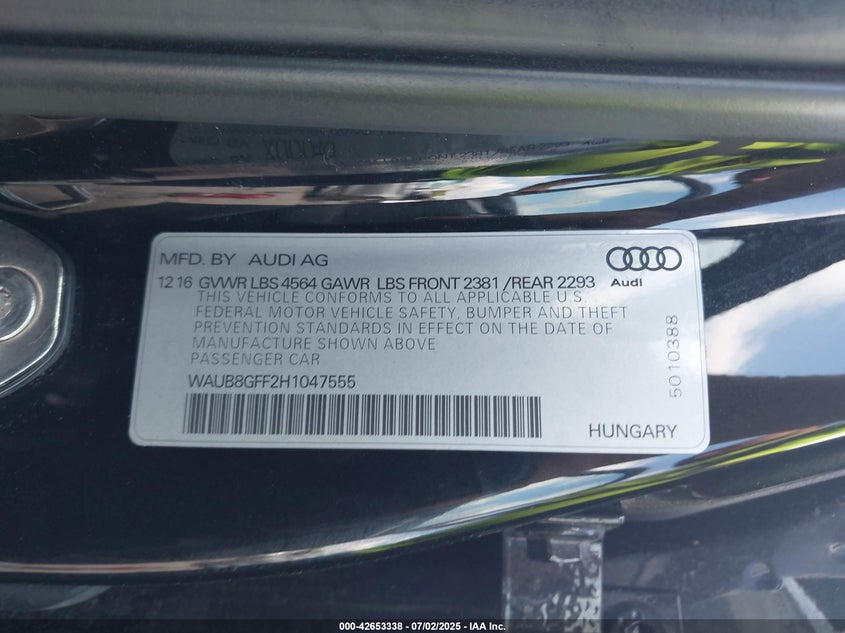 MFD. BY AUDI AG
Audi
12 16 GVWR LBS 4564 GAWR LBS FRONT 2381 /REAR 2293
THIS VEHICLE CONFORMS TO ALL APPLICABLE U.S.
FEDERAL MOTOR VEHICLE SAFETY, BUMPER AND THEFT
PREVENTION STANDARDS IN EFFECT ON THE DATE OF
MANUFACTURE SHOWN ABOVE
PASSENGER CAR
WAUB8GFF2H1047555
HUNGARY
5010388
000-42653338 - 07/02/2025 - IAA Inc.